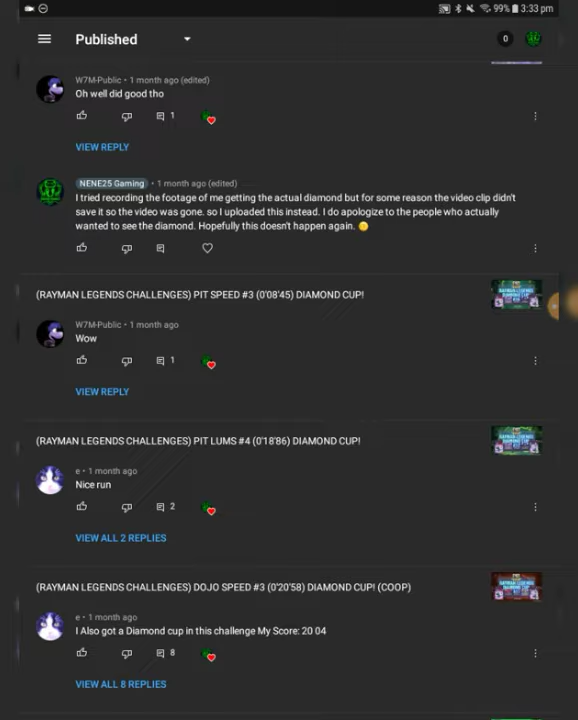 99% 3:33 pm
Published
0
W7M-Public • 1 month ago (edited)
Oh well did good tho
1
VIEW REPLY
NENE25 Gaming • 1 month ago (edited)
I tried recording the footage of me getting the actual diamond but for some reason the video clip didn't
save it so the video was gone. so I uploaded this instead. I do apologize to the people who actually
wanted to see the diamond. Hopefully this doesn't happen again.
(RAYMAN LEGENDS CHALLENGES) PIT SPEED #3 (0'08'45) DIAMOND CUP!
W7M-Public • 1 month ago
Wow
1
VIEW REPLY
(RAYMAN LEGENDS CHALLENGES) PIT LUMS #4 (0'18'86) DIAMOND CUP!
e • 1 month ago
Nice run
2
VIEW ALL 2 REPLIES
(RAYMAN LEGENDS CHALLENGES) DOJO SPEED #3 (0'20'58) DIAMOND CUP! (COOP)
e • 1 month ago
I Also got a Diamond cup in this challenge My Score: 20 04
8
VIEW ALL 8 REPLIES